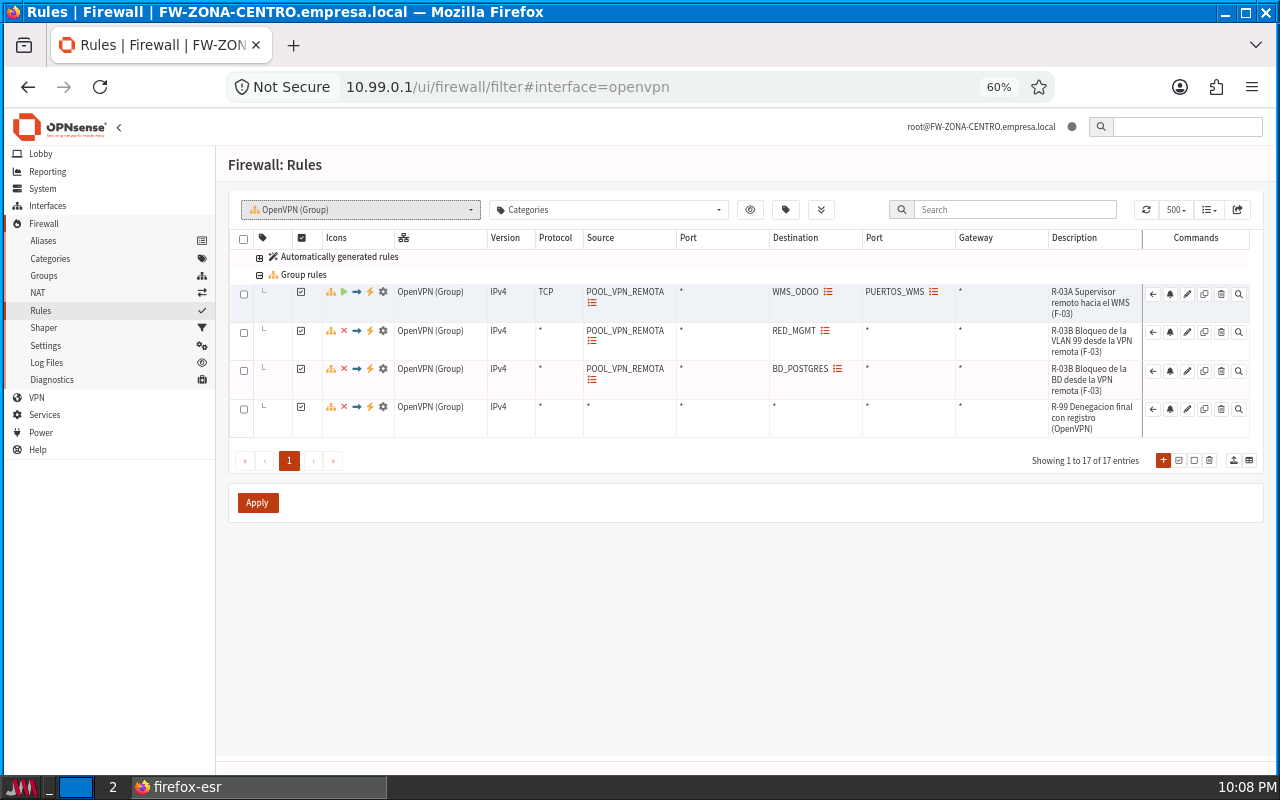 Rules | Firewall | FW-ZONA-CENTRO.empresa.local — Mozilla Firefox
Rules | Firewall | FW-ZON
Not Secure 10.99.0.1/ui/firewall/filter#interface=openvpn 60%
OPNsense
root@FW-ZONA-CENTRO.empresa.local
Lobby
Reporting
System
Interfaces
Firewall
Aliases
Categories
Groups
NAT
Rules
Shaper
Settings
Log Files
Diagnostics
VPN
Services
Power
Help
Firewall: Rules
OpenVPN (Group) Categories Search 500
Icons Version Protocol Source Port Destination Port Gateway Description Commands
Automatically generated rules
Group rules
OpenVPN (Group) IPv4 TCP POOL_VPN_REMOTA * WMS_ODOO PUERTOS_WMS * R-03A Supervisor
remoto hacia el WMS
(F-03)
OpenVPN (Group) IPv4 * POOL_VPN_REMOTA * RED_MGMT * * R-03B Bloqueo de la
VLAN 99 desde la VPN
remota (F-03)
OpenVPN (Group) IPv4 * POOL_VPN_REMOTA * BD_POSTGRES * * R-03B Bloqueo de la
BD desde la VPN
remota (F-03)
OpenVPN (Group) IPv4 * * * * * * R-99 Denegacion final
con registro
(OpenVPN)
« ‹ 1 › »
Showing 1 to 17 of 17 entries
Apply
2 firefox-esr 10:08 PM